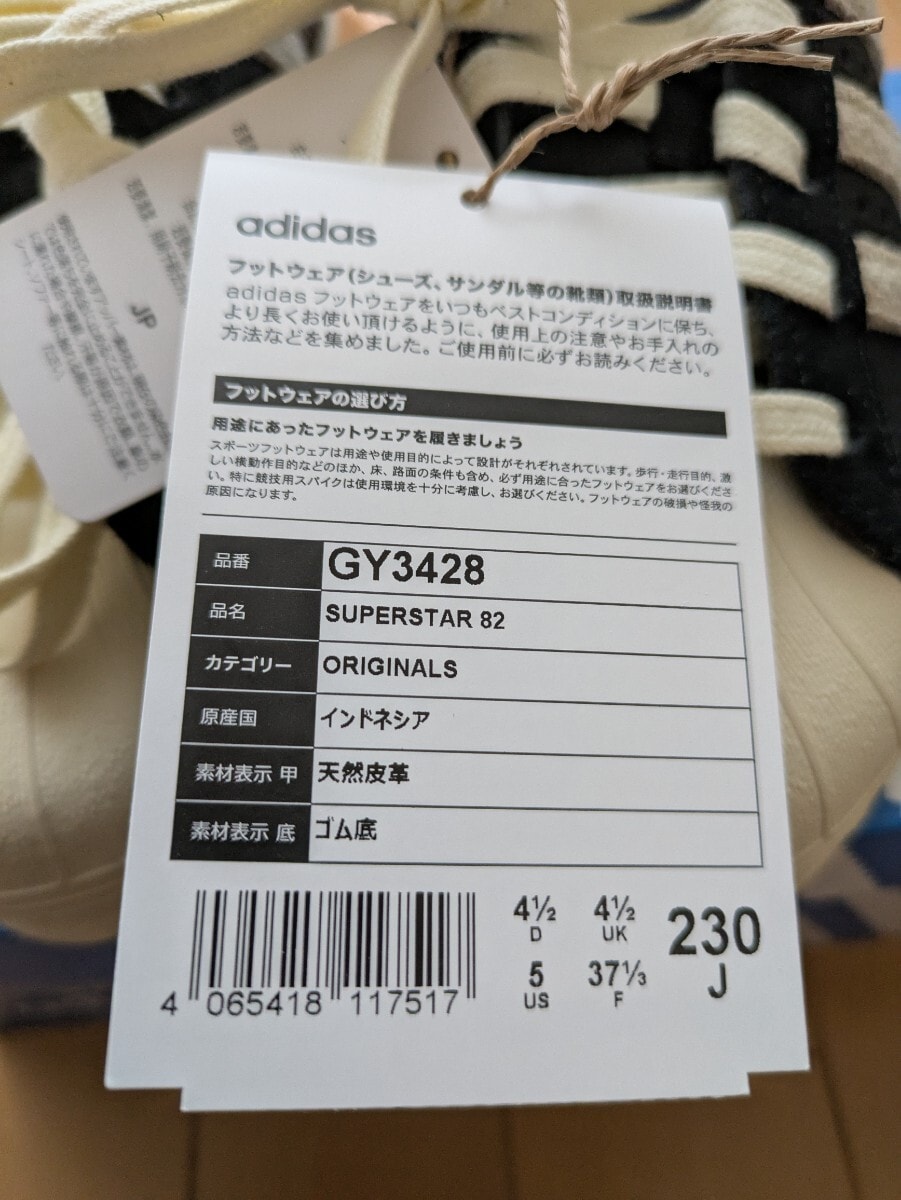 adidas
フットウェア(シューズ、サンダル等の靴類)取扱説明書
adidas フットウェアをいつもベストコンディションに保ち、
より長くお使い頂けるように、使用上の注意やお手入れの
方法などを集めました。ご使用前に必ずお読みください。
フットウェアの選び方
用途にあったフットウェアを履きましょう
スポーツフットウェアは用途や使用目的によって設計がそれぞれされています。歩行・走行目的、激
しい横動作目的などのほか、床、路面の条件も含め、必ず用途に合ったフットウェアをお選びくださ
い。特に競技用スパイクは使用環境を十分に考慮し、お選びください。フットウェアの破損や怪我の
原因になります。
品番 GY3428
品名 SUPERSTAR 82
カテゴリー ORIGINALS
原産国 インドネシア
素材表示 甲 天然皮革
素材表示 底 ゴム底
4½ 4½ 230
D UK J
5 37⅓
US F
4 065418 117517
JP